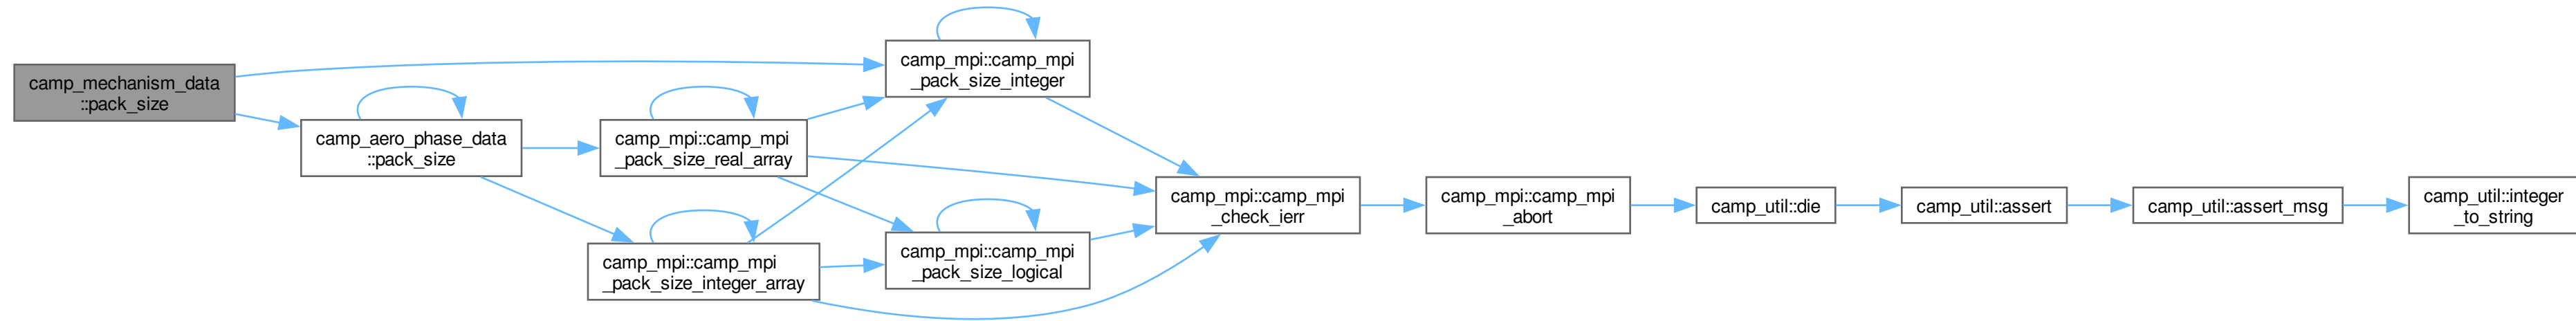 camp_mechanism_data
::pack_size
camp_aero_phase_data
::pack_size
camp_mpi::camp_mpi
_pack_size_real_array
camp_mpi::camp_mpi
_pack_size_integer_array
camp_mpi::camp_mpi
_pack_size_integer
camp_mpi::camp_mpi
_pack_size_logical
camp_mpi::camp_mpi
_check_ierr
camp_mpi::camp_mpi
_abort
camp_util::die
camp_util::assert
camp_util::assert_msg
camp_util::integer
_to_string